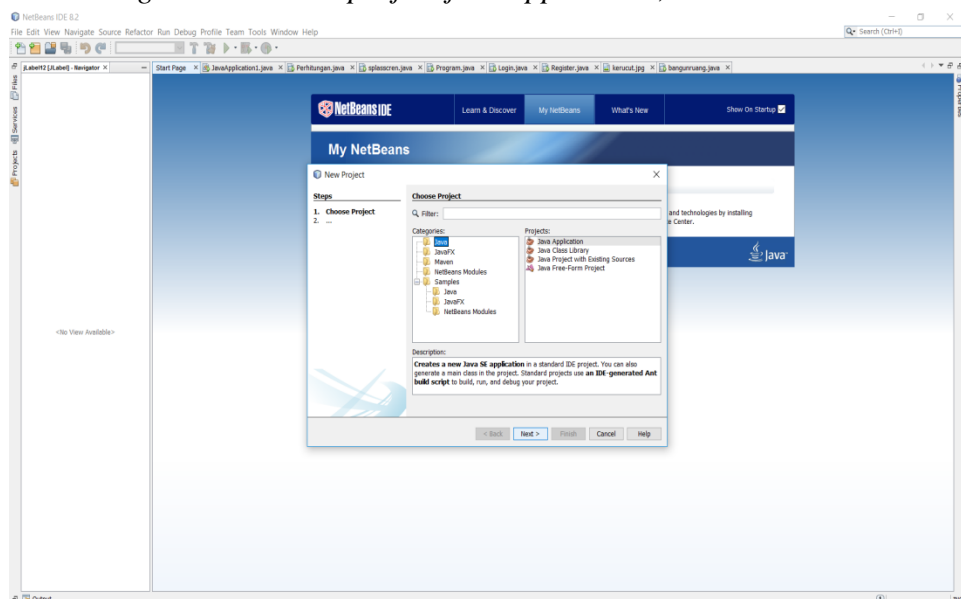 NetBeans IDE 8.2
File Edit View Navigate Source Refactor Run Debug Profile Team Tools Window Help
Search (Ctrl+I)
jLabel12 [JLabel] - Navigator
Start Page JavaApplication1.java Perhitungan.java splasscren.java Program.java Login.java Register.java kerucut.jpg bangunruang.java
Files
Services
Projects
<No View Available>
NetBeans IDE
Learn & Discover My NetBeans What's New Show On Startup
My NetBeans
and technologies by installing
Center.
Java
New Project
Steps
1. Choose Project
2. ...
Choose Project
Filter:
Categories:
Java
JavaFX
Maven
NetBeans Modules
Samples
Java
JavaFX
NetBeans Modules
Projects:
Java Application
Java Class Library
Java Project with Existing Sources
Java Free-Form Project
Description:
Creates a new Java SE application in a standard IDE project. You can also
generate a main class in the project. Standard projects use an IDE-generated Ant
build script to build, run, and debug your project.
< Back Next > Finish Cancel Help
Output